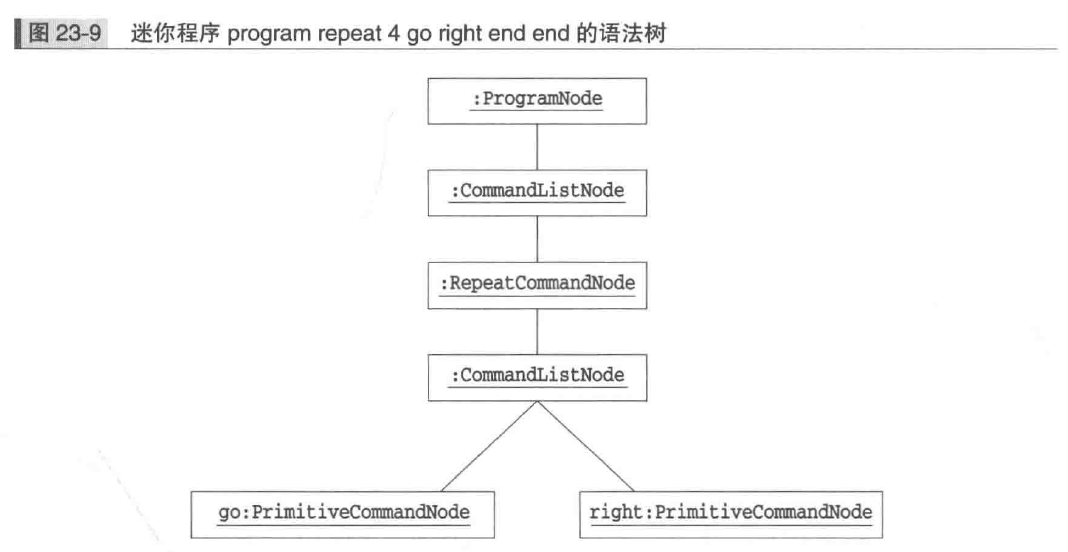 图 23-9 迷你程序 program repeat 4 go right end end 的语法树
:ProgramNode
:CommandListNode
:RepeatCommandNode
:CommandListNode
go:PrimitiveCommandNode right:PrimitiveCommandNode